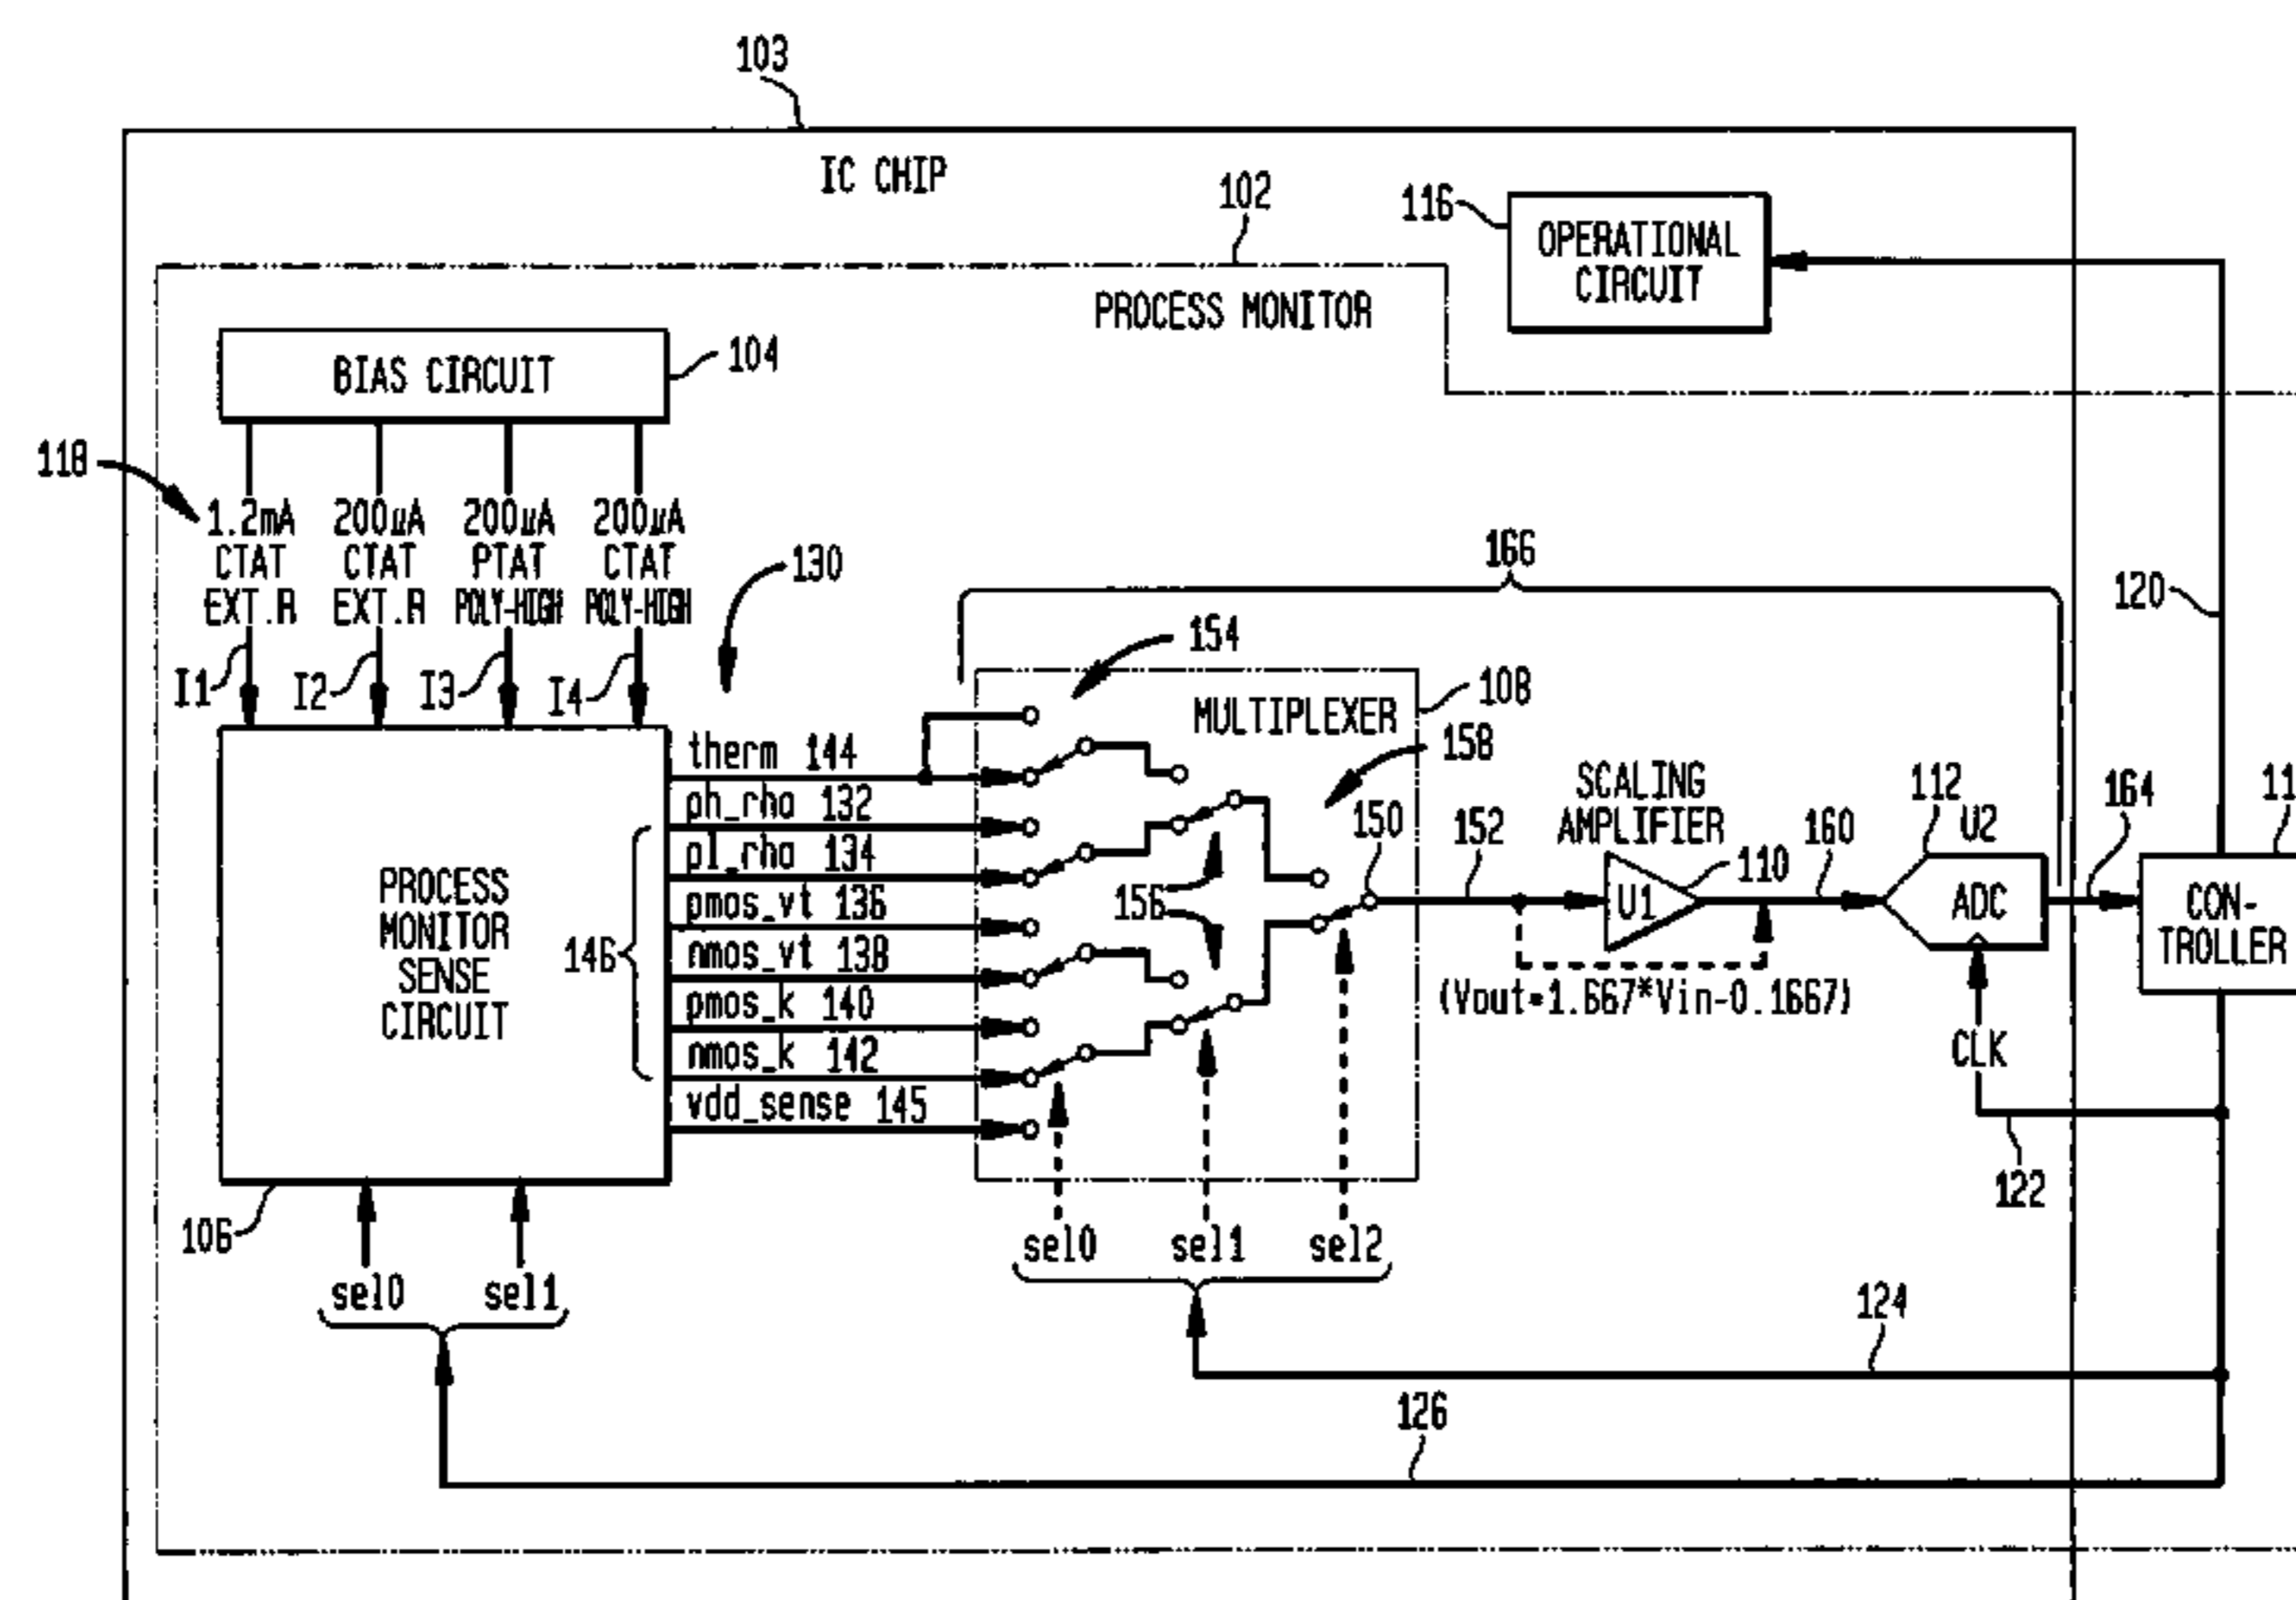 103
IC CHIP
102
116
OPERATIONAL
CIRCUIT
PROCESS MONITOR
BIAS CIRCUIT
104
118
1.2mA 200µA 200µA 200µA
CTAT CTAT PTAT CTAT
EXT.R EXT.R POLY-HIGH POLY-HIGH
130
166
120
I1 I2 I3 I4
154
108
MULTIPLEXER
158
therm 144
ph_rho 132
pl_rho 134
pmos_vt 136
nmos_vt 138
pmos_k 140
nmos_k 142
vdd_sense 145
146
PROCESS
MONITOR
SENSE
CIRCUIT
156
150
152
SCALING
AMPLIFIER
U1
110
160
112
U2
ADC
164
11
CON-
TROLLER
(Vout=1.667*Vin-0.1667)
CLK
122
106
sel0 sel1
sel0 sel1 sel2
124
126